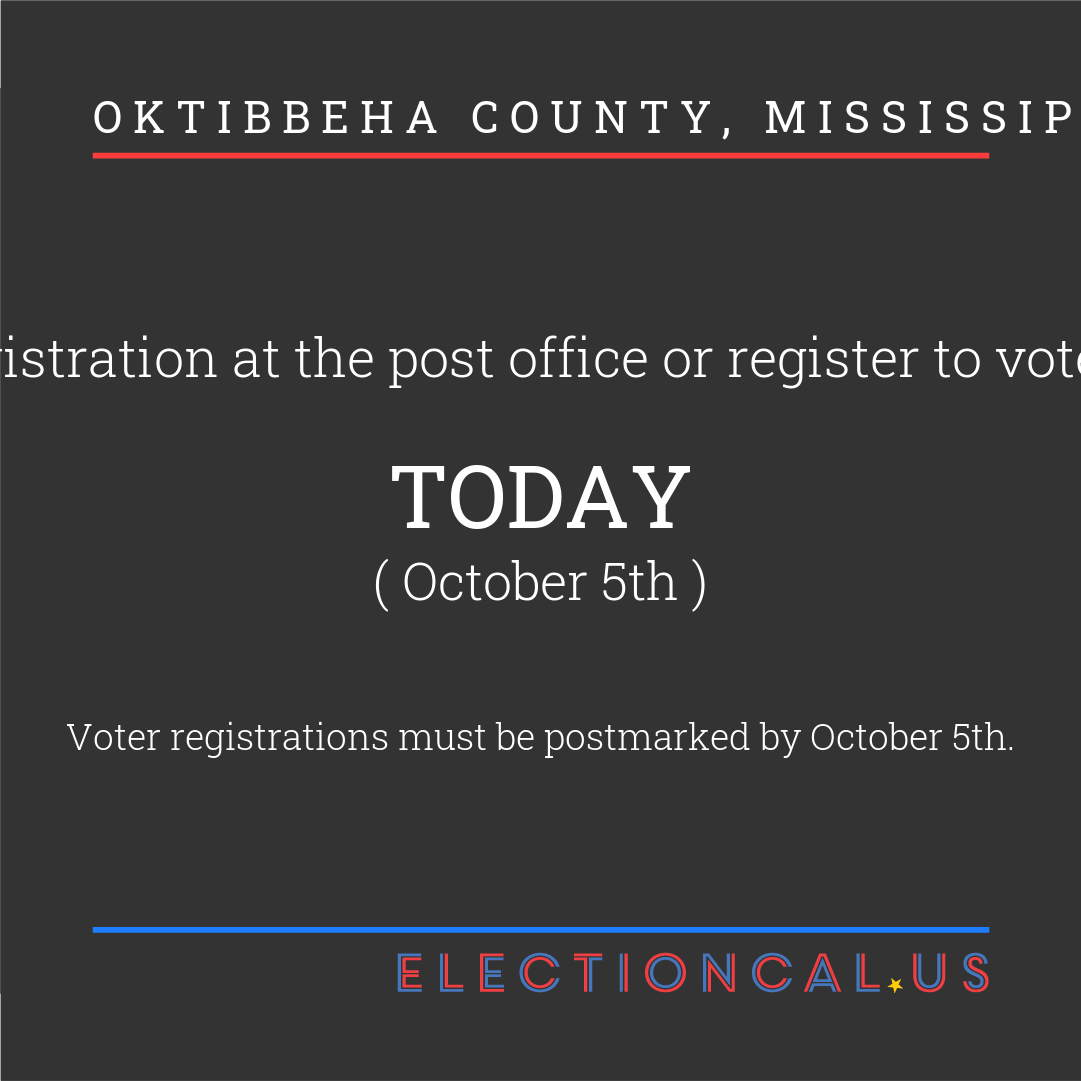 OKTIBBEHA COUNTY, MISSISSIP
istration at the post office or register to vot
TODAY
( October 5th )
Voter registrations must be postmarked by October 5th.
ELECTIONCAL.US